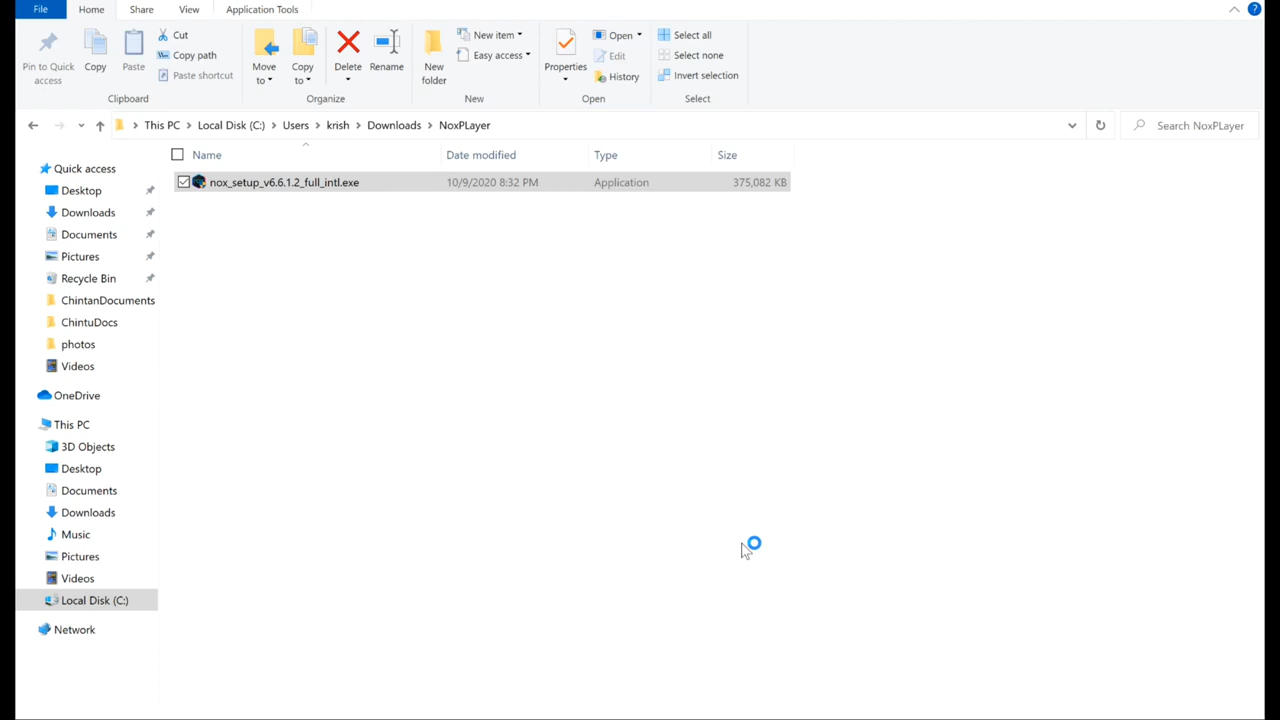 File Home Share View Application Tools
Pin to Quick access
Copy
Paste
Cut
Copy path
Paste shortcut
Clipboard
Move to
Copy to
Delete
Rename
Organize
New folder
New item
Easy access
New
Properties
Open
Edit
History
Open
Select all
Select none
Invert selection
Select
This PC > Local Disk (C:) > Users > krish > Downloads > NoxPLayer
Search NoxPLayer
Name Date modified Type Size
nox_setup_v6.6.1.2_full_intl.exe 10/9/2020 8:32 PM Application 375,082 KB
Quick access
Desktop
Downloads
Documents
Pictures
Recycle Bin
ChintanDocuments
ChintuDocs
photos
Videos
OneDrive
This PC
3D Objects
Desktop
Documents
Downloads
Music
Pictures
Videos
Local Disk (C:)
Network